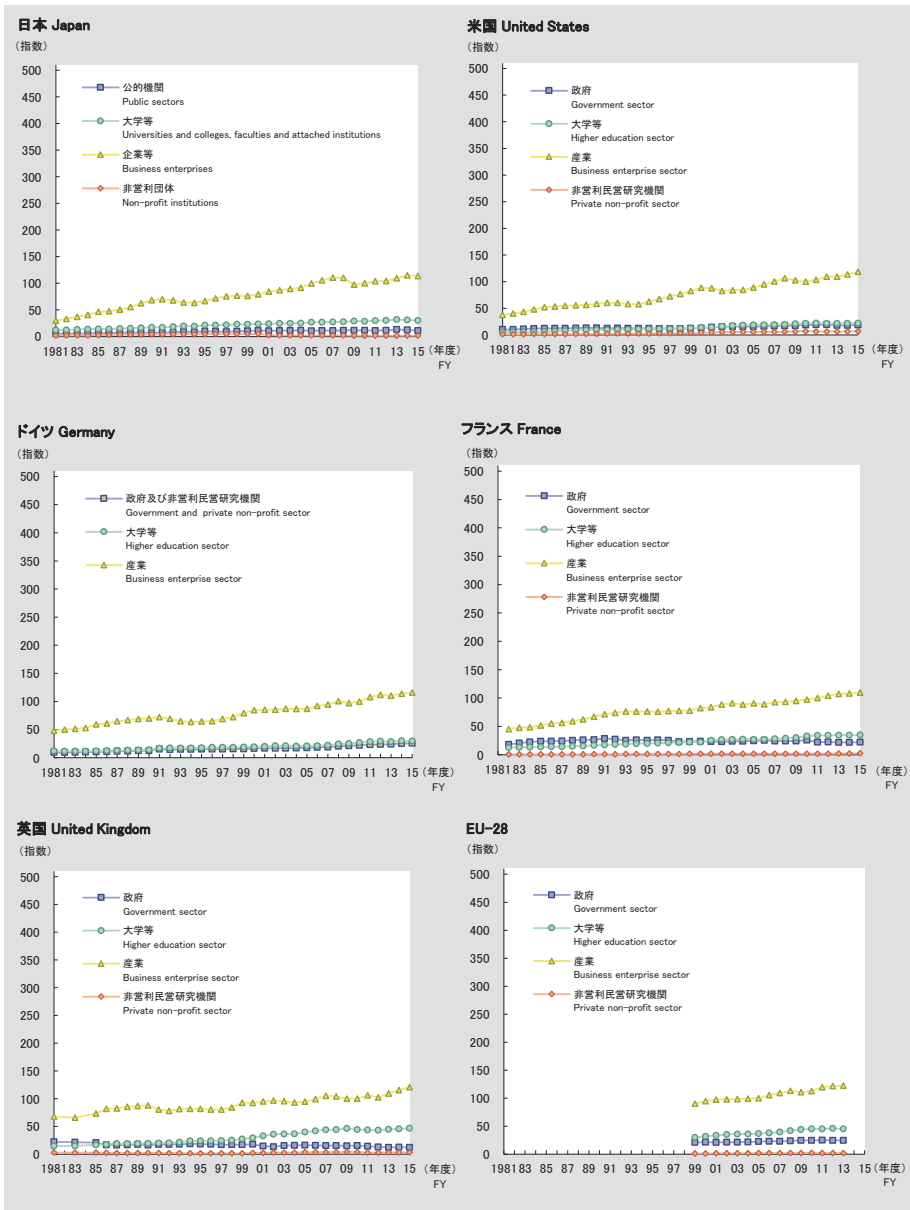 日本 Japan
（指数）
500
450
400
350
300
250
200
150
100
50
0
公的機関
Public sectors
大学等
Universities and colleges, faculties and attached institutions
企業等
Business enterprises
非営利団体
Non-profit institutions
1981 83 85 87 89 91 93 95 97 99 01 03 05 07 09 11 13 15（年度）
FY
米国 United States
（指数）
500
450
400
350
300
250
200
150
100
50
0
政府
Government sector
大学等
Higher education sector
産業
Business enterprise sector
非営利民営研究機関
Private non-profit sector
1981 83 85 87 89 91 93 95 97 99 01 03 05 07 09 11 13 15（年度）
FY
ドイツ Germany
（指数）
500
450
400
350
300
250
200
150
100
50
0
政府及び非営利民営研究機関
Government and private non-profit sector
大学等
Higher education sector
産業
Business enterprise sector
1981 83 85 87 89 91 93 95 97 99 01 03 05 07 09 11 13 15（年度）
FY
フランス France
（指数）
500
450
400
350
300
250
200
150
100
50
0
政府
Government sector
大学等
Higher education sector
産業
Business enterprise sector
非営利民営研究機関
Private non-profit sector
1981 83 85 87 89 91 93 95 97 99 01 03 05 07 09 11 13 15（年度）
FY
英国 United Kingdom
（指数）
500
450
400
350
300
250
200
150
100
50
0
政府
Government sector
大学等
Higher education sector
産業
Business enterprise sector
非営利民営研究機関
Private non-profit sector
1981 83 85 87 89 91 93 95 97 99 01 03 05 07 09 11 13 15（年度）
FY
EU-28
（指数）
500
450
400
350
300
250
200
150
100
50
0
政府
Government sector
大学等
Higher education sector
産業
Business enterprise sector
非営利民営研究機関
Private non-profit sector
1981 83 85 87 89 91 93 95 97 99 01 03 05 07 09 11 13 15（年度）
FY